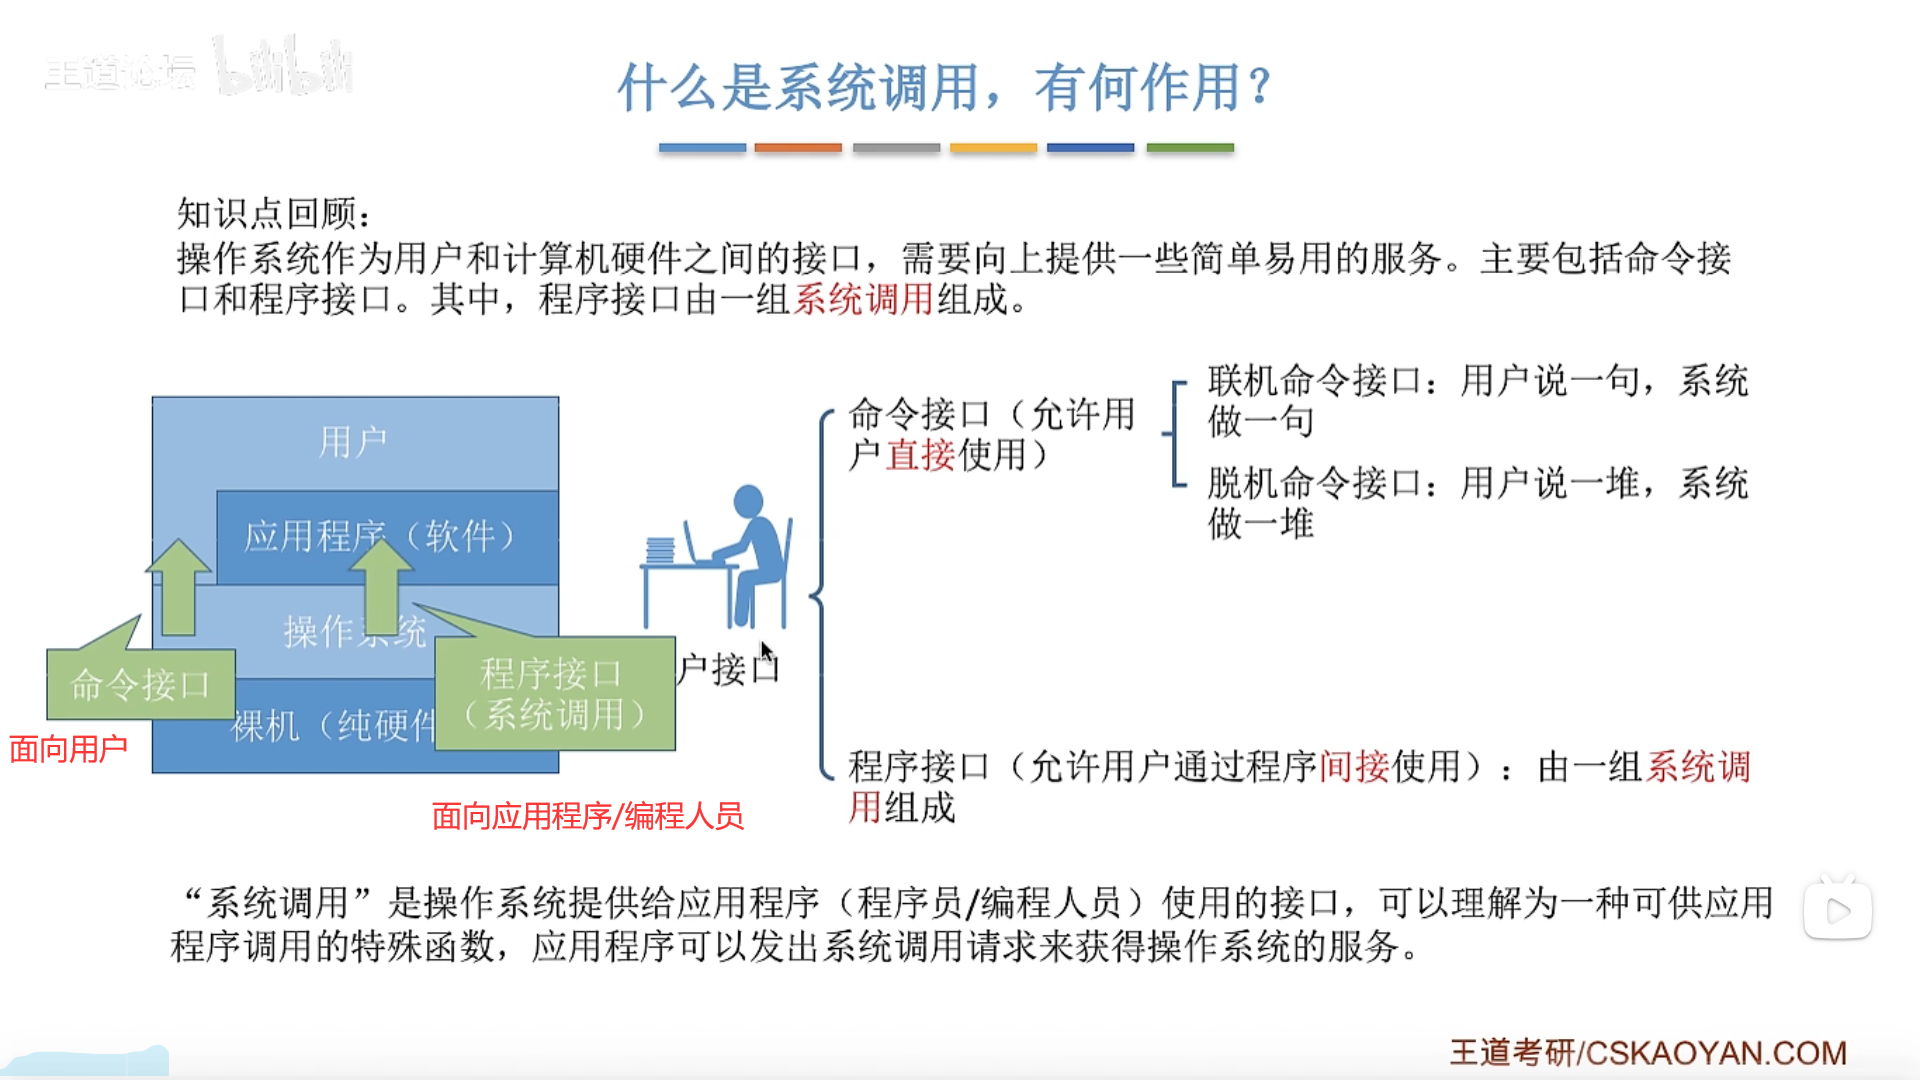 王道论坛 bilibili
什么是系统调用，有何作用？
知识点回顾：
操作系统作为用户和计算机硬件之间的接口，需要向上提供一些简单易用的服务。主要包括命令接
口和程序接口。其中，程序接口由一组系统调用组成。
用户
应用程序（软件）
操作系统
裸机（纯硬件
命令接口
程序接口
（系统调用）
面向用户
面向应用程序/编程人员
户接口
命令接口（允许用
户直接使用）
联机命令接口：用户说一句，系统
做一句
脱机命令接口：用户说一堆，系统
做一堆
程序接口（允许用户通过程序间接使用）：由一组系统调
用组成
“系统调用”是操作系统提供给应用程序（程序员/编程人员）使用的接口，可以理解为一种可供应用
程序调用的特殊函数，应用程序可以发出系统调用请求来获得操作系统的服务。
王道考研/CSKAOYAN.COM